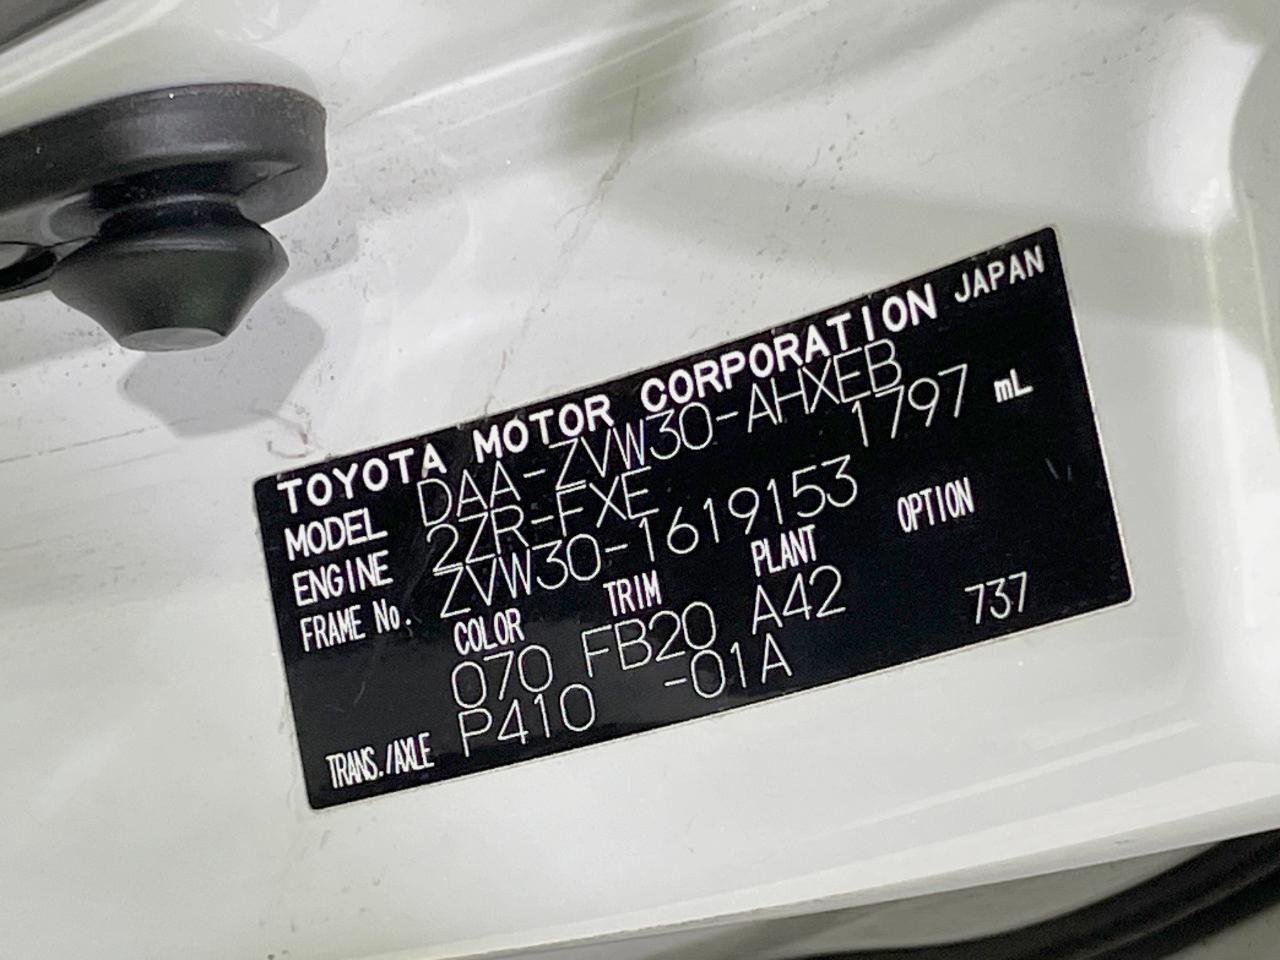 TOYOTA MOTOR CORPORATION JAPAN
MODEL DAA-ZVW30-AHXEB
ENGINE 2ZR-FXE 1797 mL
FRAME No. ZVW30-1619153
COLOR TRIM PLANT OPTION
070 FB20 A42 737
TRANS./AXLE P410 -01A